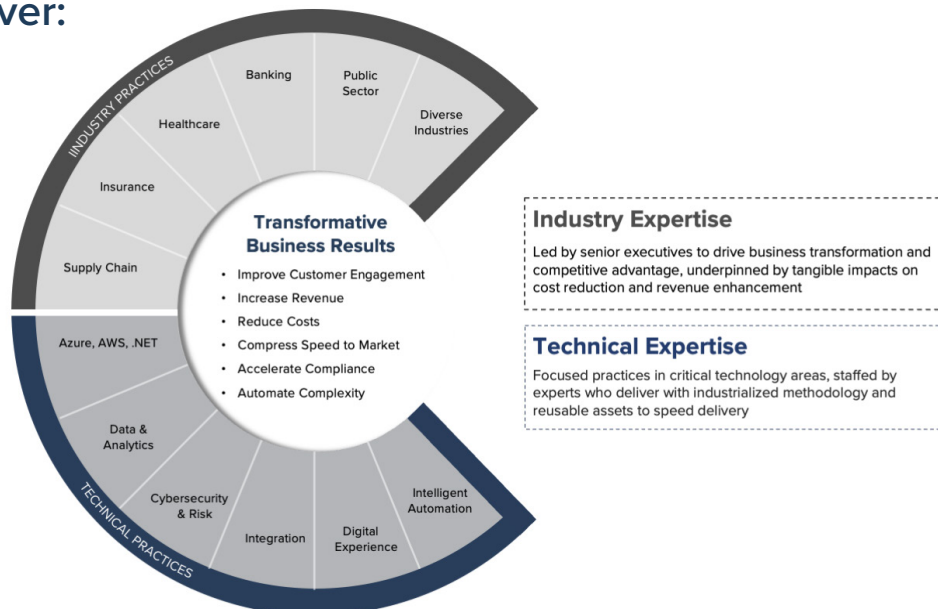 ver:
IINDUSTRY PRACTICES
Supply Chain
Insurance
Healthcare
Banking
Public
Sector
Diverse
Industries
Transformative
Business Results
• Improve Customer Engagement
• Increase Revenue
• Reduce Costs
• Compress Speed to Market
• Accelerate Compliance
• Automate Complexity
TECHNICAL PRACTICES
Azure, AWS, .NET
Data &
Analytics
Cybersecurity
& Risk
Integration
Digital
Experience
Intelligent
Automation
Industry Expertise
Led by senior executives to drive business transformation and
competitive advantage, underpinned by tangible impacts on
cost reduction and revenue enhancement
Technical Expertise
Focused practices in critical technology areas, staffed by
experts who deliver with industrialized methodology and
reusable assets to speed delivery